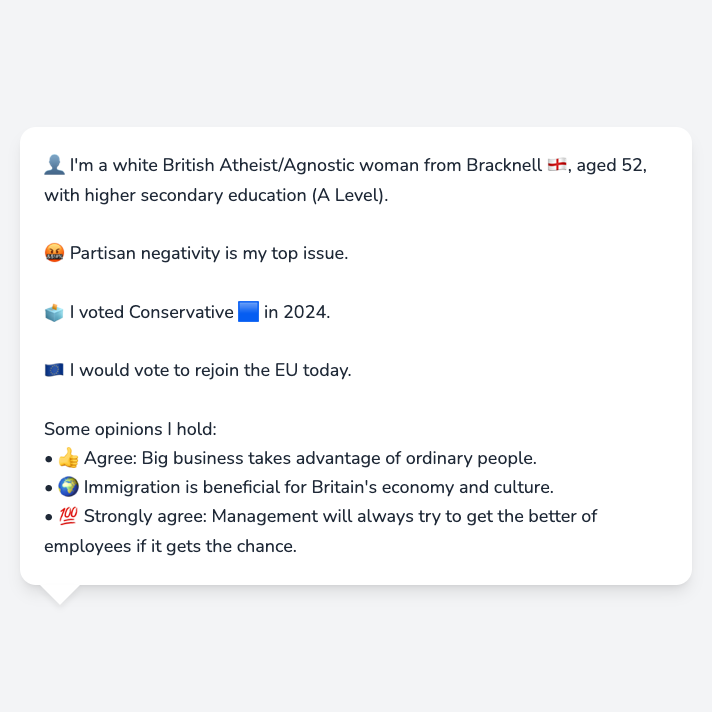 👤 I'm a white British Atheist/Agnostic woman from Bracknell 🏴󠁧󠁢󠁥󠁮󠁧󠁿, aged 52,
with higher secondary education (A Level).
🤬 Partisan negativity is my top issue.
🗳️ I voted Conservative 🟦 in 2024.
🇪🇺 I would vote to rejoin the EU today.
Some opinions I hold:
• 👍 Agree: Big business takes advantage of ordinary people.
• 🌍 Immigration is beneficial for Britain's economy and culture.
• 💯 Strongly agree: Management will always try to get the better of
employees if it gets the chance.